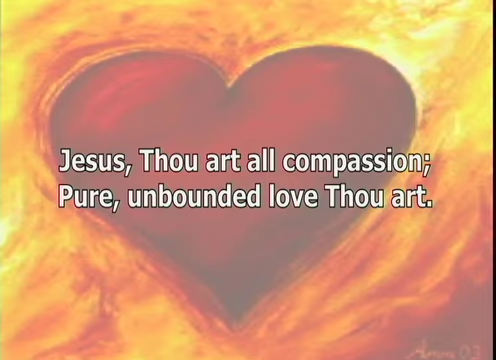 Jesus, Thou art all compassion;
Pure, unbounded love Thou art.